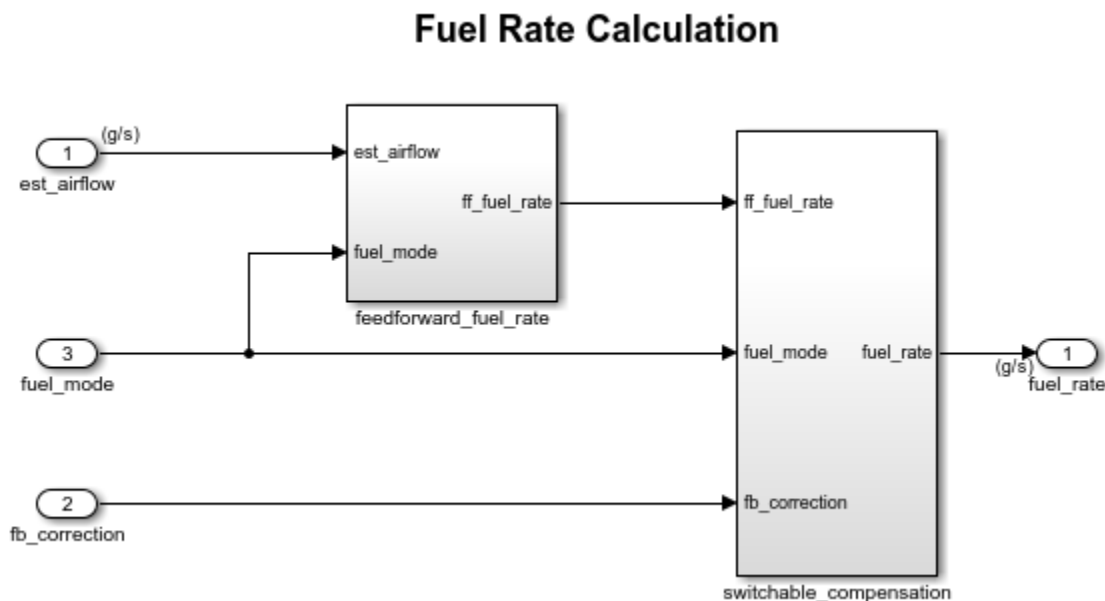 Fuel Rate Calculation
(g/s)
1
est_airflow
est_airflow
ff_fuel_rate
fuel_mode
feedforward_fuel_rate
3
fuel_mode
2
fb_correction
ff_fuel_rate
fuel_mode
fuel_rate
fb_correction
switchable_compensation
(g/s)
1
fuel_rate